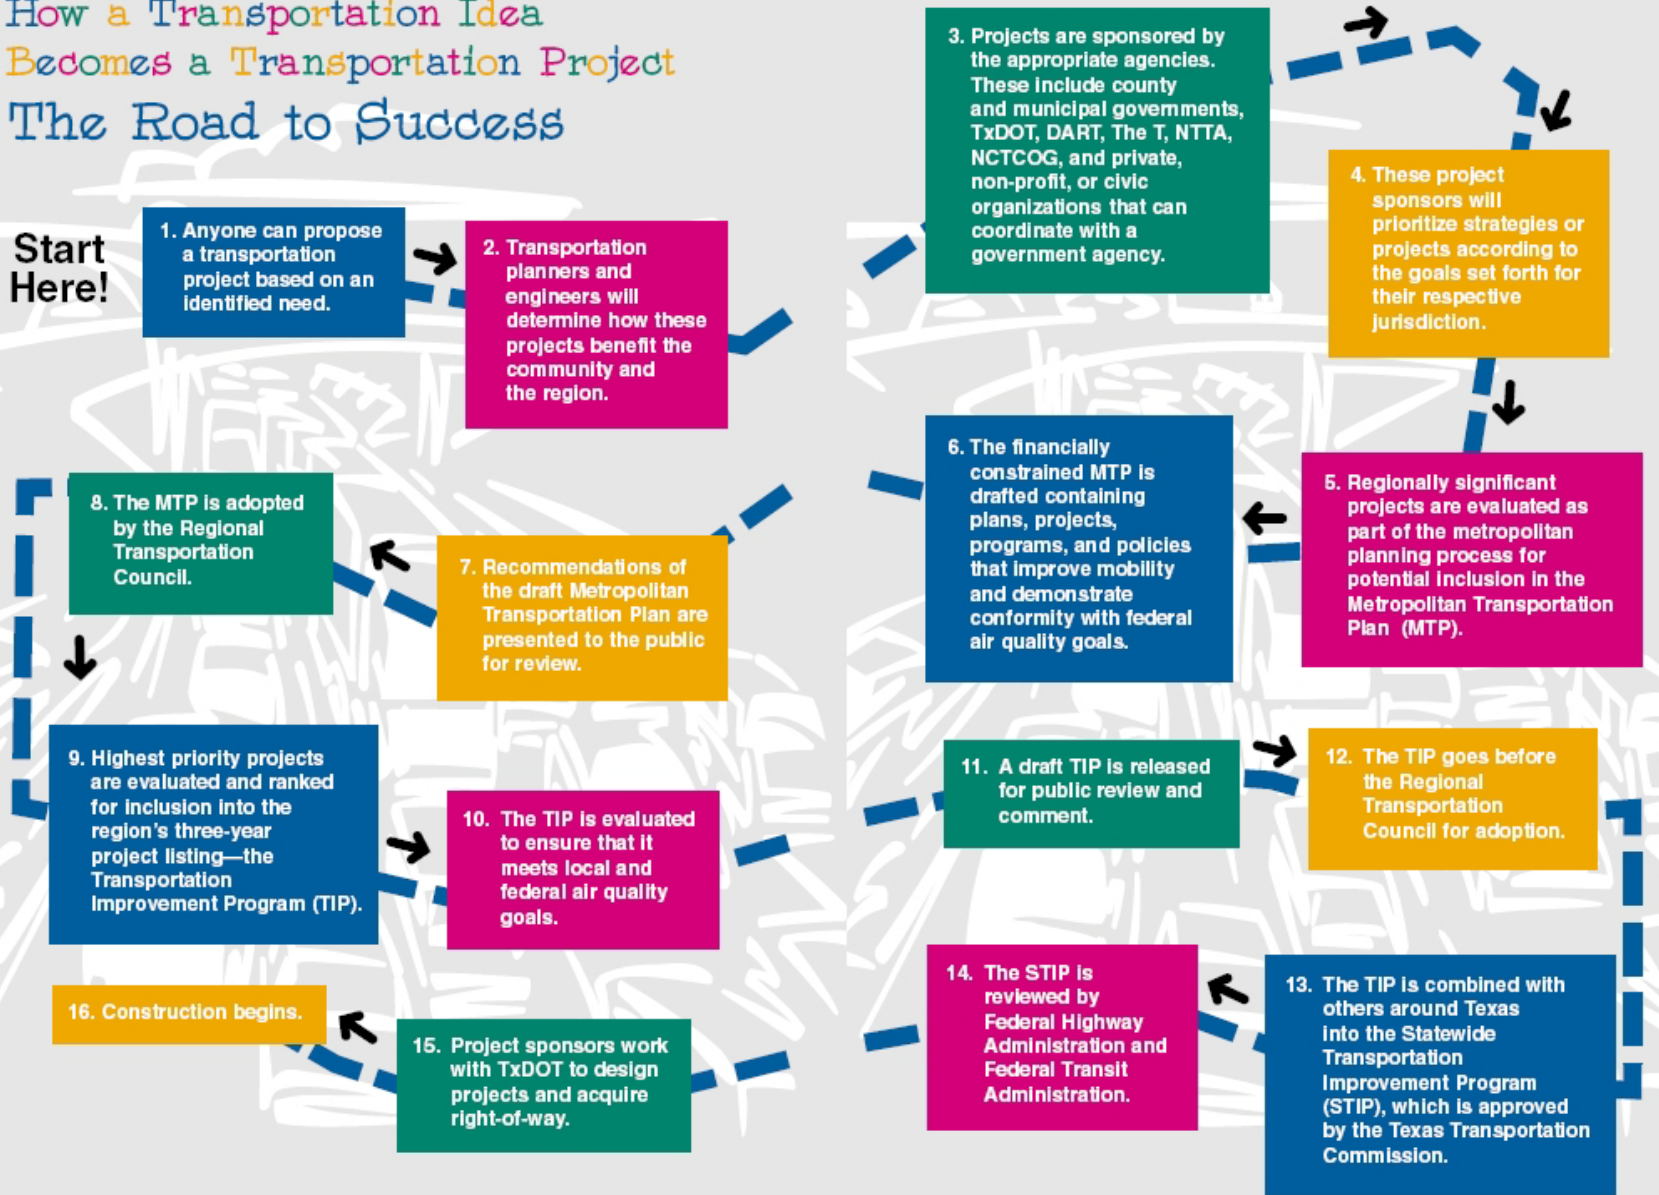 How a Transportation Idea
Becomes a Transportation Project
The Road to Success
Start
Here!
1. Anyone can propose
a transportation
project based on an
identified need.
2. Transportation
planners and
engineers will
determine how these
projects benefit the
community and
the region.
3. Projects are sponsored by
the appropriate agencies.
These include county
and municipal governments,
TxDOT, DART, The T, NTTA,
NCTCOG, and private,
non-profit, or civic
organizations that can
coordinate with a
government agency.
4. These project
sponsors will
prioritize strategies or
projects according to
the goals set forth for
their respective
jurisdiction.
5. Regionally significant
projects are evaluated as
part of the metropolitan
planning process for
potential inclusion in the
Metropolitan Transportation
Plan (MTP).
6. The financially
constrained MTP is
drafted containing
plans, projects,
programs, and policies
that improve mobility
and demonstrate
conformity with federal
air quality goals.
7. Recommendations of
the draft Metropolitan
Transportation Plan are
presented to the public
for review.
8. The MTP is adopted
by the Regional
Transportation
Council.
9. Highest priority projects
are evaluated and ranked
for inclusion into the
region's three-year
project listing—the
Transportation
Improvement Program (TIP).
10. The TIP is evaluated
to ensure that it
meets local and
federal air quality
goals.
11. A draft TIP is released
for public review and
comment.
12. The TIP goes before
the Regional
Transportation
Council for adoption.
13. The TIP is combined with
others around Texas
into the Statewide
Transportation
Improvement Program
(STIP), which is approved
by the Texas Transportation
Commission.
14. The STIP is
reviewed by
Federal Highway
Administration and
Federal Transit
Administration.
15. Project sponsors work
with TxDOT to design
projects and acquire
right-of-way.
16. Construction begins.